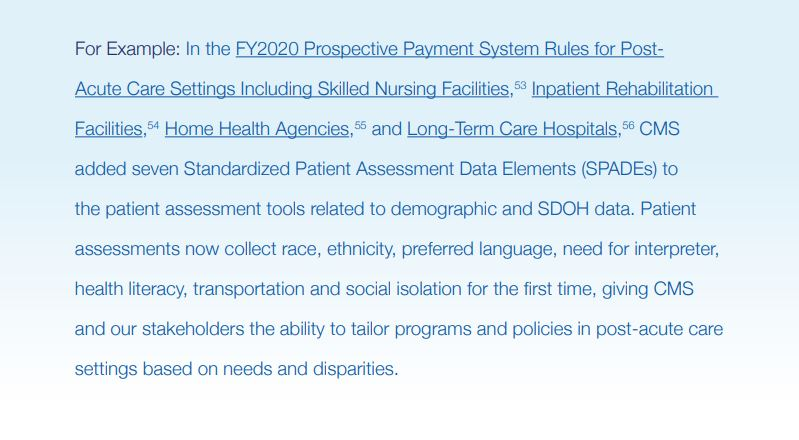 For Example: In the FY2020 Prospective Payment System Rules for Post-
Acute Care Settings Including Skilled Nursing Facilities,53 Inpatient Rehabilitation
Facilities,54 Home Health Agencies,55 and Long-Term Care Hospitals,56 CMS
added seven Standardized Patient Assessment Data Elements (SPADEs) to
the patient assessment tools related to demographic and SDOH data. Patient
assessments now collect race, ethnicity, preferred language, need for interpreter,
health literacy, transportation and social isolation for the first time, giving CMS
and our stakeholders the ability to tailor programs and policies in post-acute care
settings based on needs and disparities.